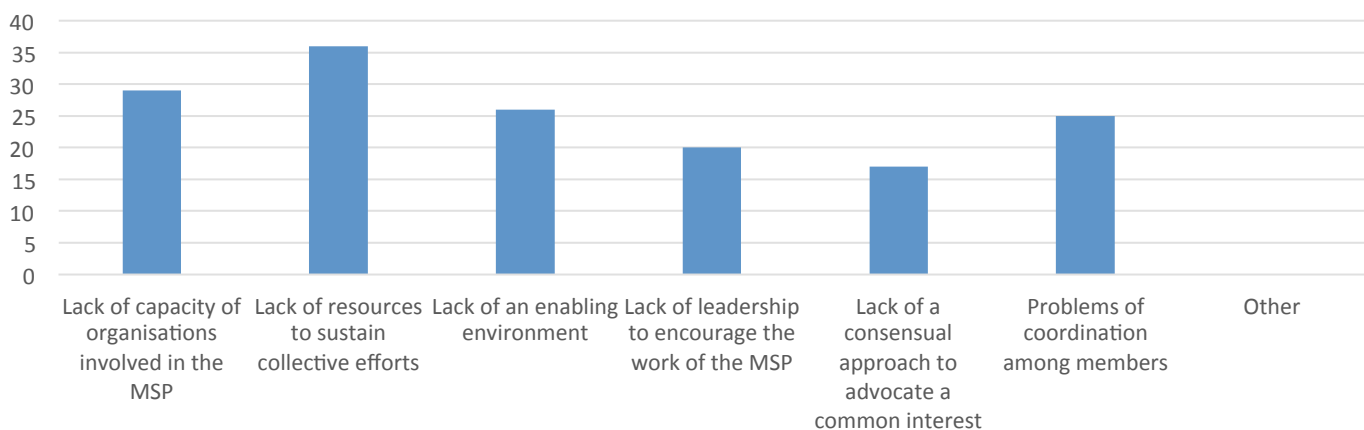 40
35
30
25
20
15
10
5
0
Lack of capacity of
organisations
involved in the
MSP
Lack of resources
to sustain
collective efforts
Lack of an enabling
environment
Lack of leadership
to encourage the
work of the MSP
Lack of a
consensual
approach to
advocate a
common interest
Problems of
coordination
among members
Other